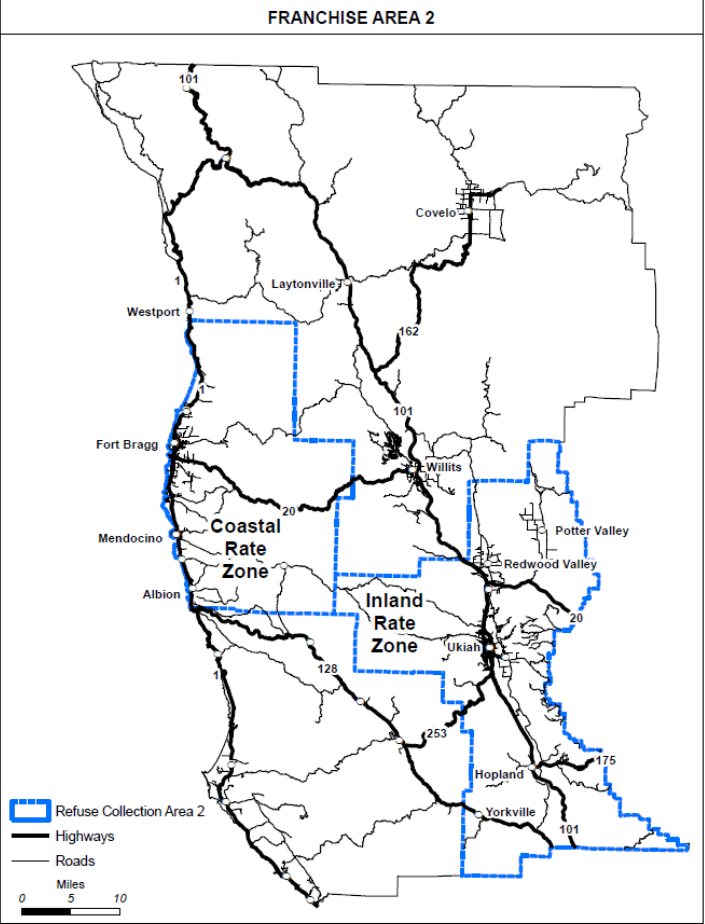 FRANCHISE AREA 2
101
Covelo
1
Laytonville
Westport
162
1
101
Fort Bragg
Willits
20
Coastal
Rate
Zone
Potter Valley
Mendocino
Redwood Valley
Albion
Inland
Rate
Zone
20
Ukiah
128
1
253
175
Hopland
Yorkville
101
Refuse Collection Area 2
Highways
Roads
Miles
0 5 10